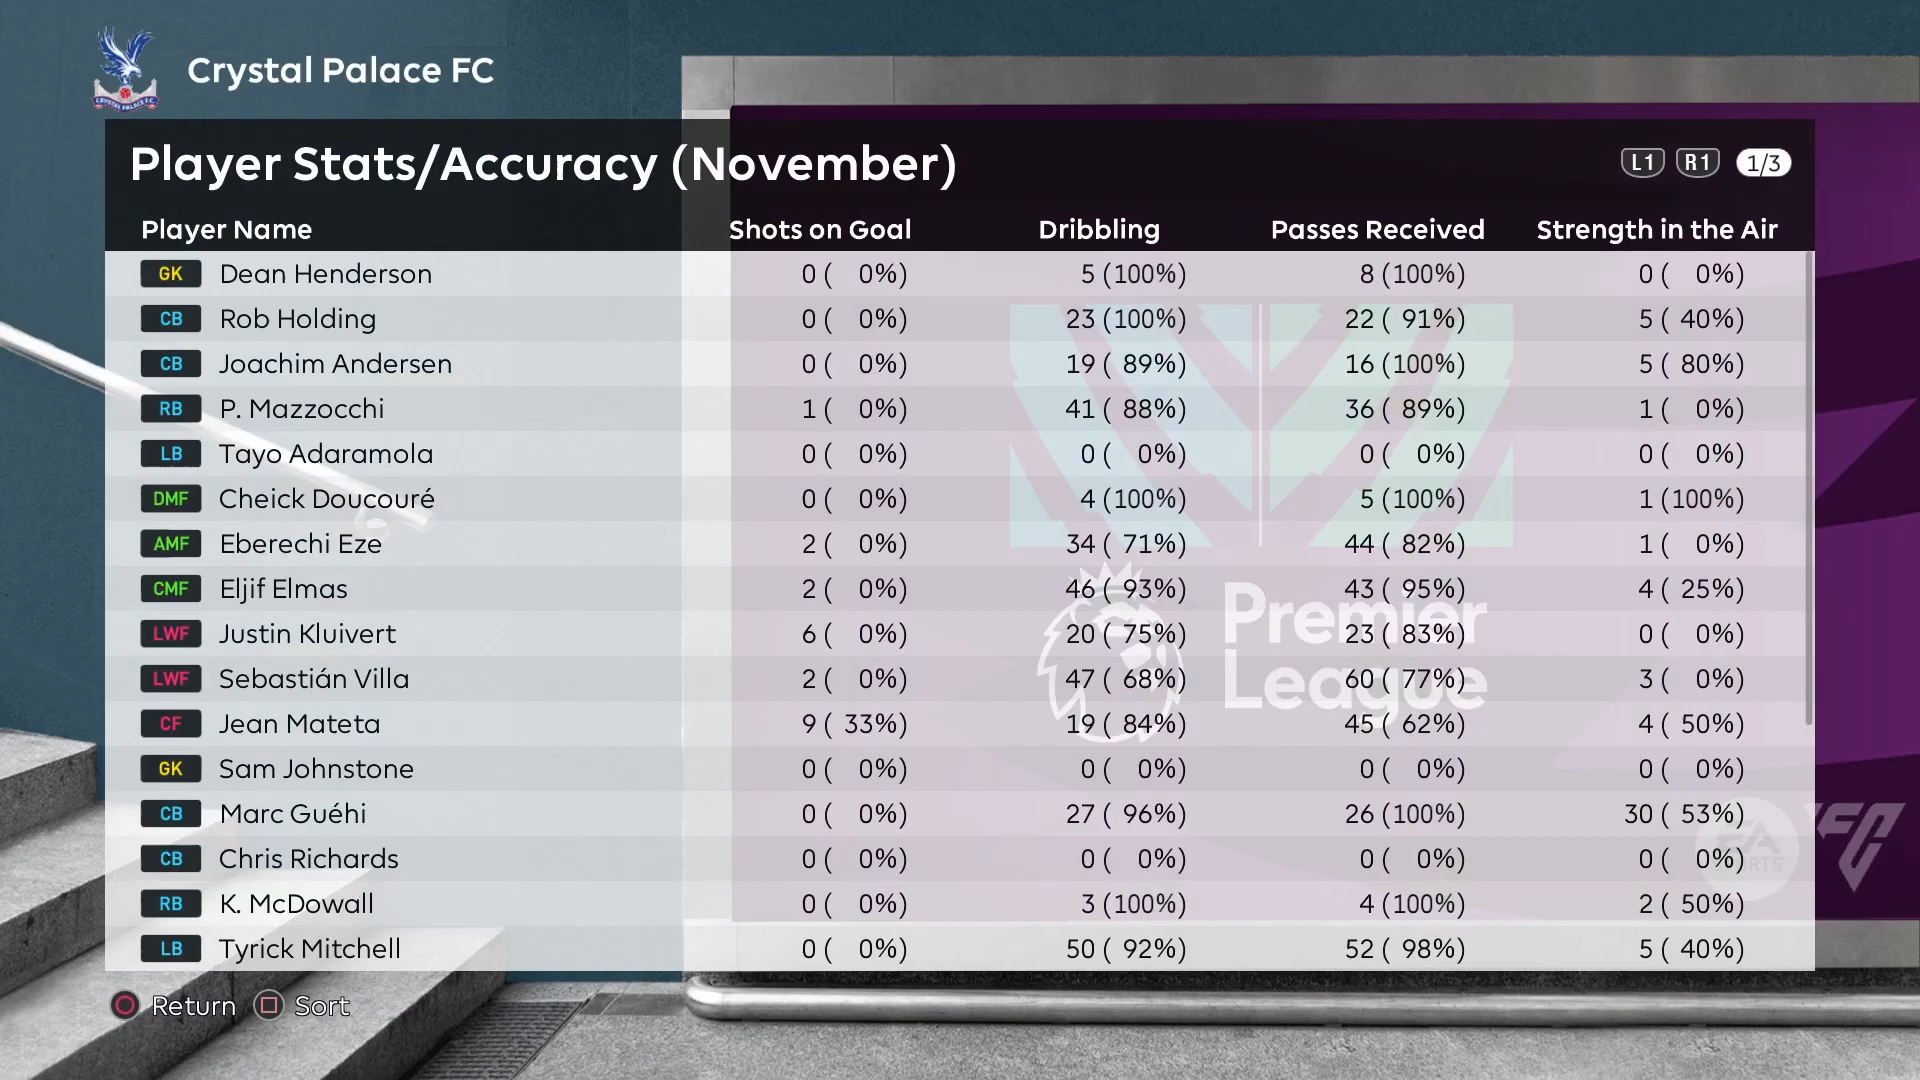 Crystal Palace FC
Player Stats/Accuracy (November)
L1 R1 1/3
Player Name Shots on Goal Dribbling Passes Received Strength in the Air
GK Dean Henderson 0 ( 0%) 5 (100%) 8 (100%) 0 ( 0%)
CB Rob Holding 0 ( 0%) 23 (100%) 22 ( 91%) 5 ( 40%)
CB Joachim Andersen 0 ( 0%) 19 ( 89%) 16 (100%) 5 ( 80%)
RB P. Mazzocchi 1 ( 0%) 41 ( 88%) 36 ( 89%) 1 ( 0%)
LB Tayo Adaramola 0 ( 0%) 0 ( 0%) 0 ( 0%) 0 ( 0%)
DMF Cheick Doucouré 0 ( 0%) 4 (100%) 5 (100%) 1 (100%)
AMF Eberechi Eze 2 ( 0%) 34 ( 71%) 44 ( 82%) 1 ( 0%)
CMF Eljif Elmas 2 ( 0%) 46 ( 93%) 43 ( 95%) 4 ( 25%)
LWF Justin Kluivert 6 ( 0%) 20 ( 75%) 23 ( 83%) 0 ( 0%)
LWF Sebastián Villa 2 ( 0%) 47 ( 68%) 60 ( 77%) 3 ( 0%)
CF Jean Mateta 9 ( 33%) 19 ( 84%) 45 ( 62%) 4 ( 50%)
GK Sam Johnstone 0 ( 0%) 0 ( 0%) 0 ( 0%) 0 ( 0%)
CB Marc Guéhi 0 ( 0%) 27 ( 96%) 26 (100%) 30 ( 53%)
CB Chris Richards 0 ( 0%) 0 ( 0%) 0 ( 0%) 0 ( 0%)
RB K. McDowall 0 ( 0%) 3 (100%) 4 (100%) 2 ( 50%)
LB Tyrick Mitchell 0 ( 0%) 50 ( 92%) 52 ( 98%) 5 ( 40%)
Premier
League
EA SPORTS FC
Return Sort
CRYSTAL PALACE F.C.